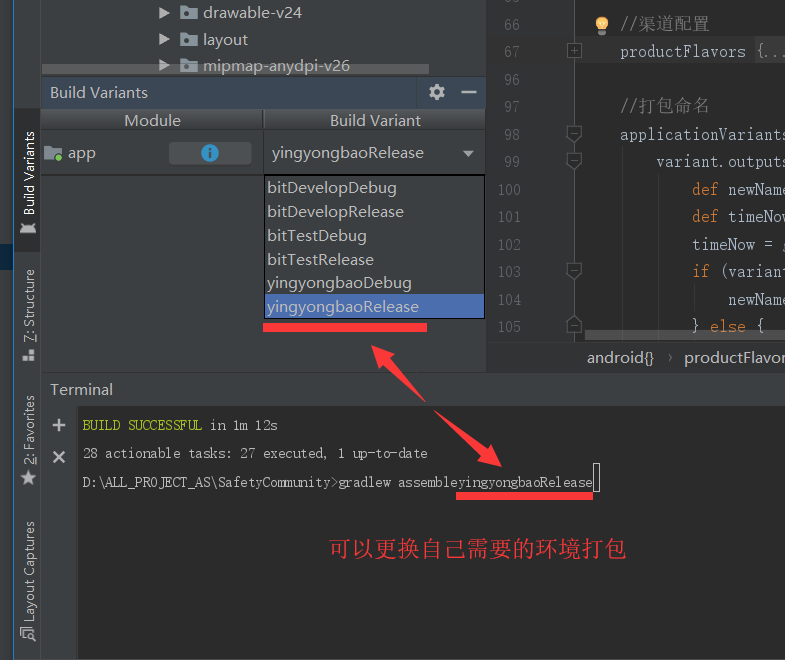 drawable-v24
layout
mipmap-anydpi-v26
Build Variants
Module
Build Variant
app
yingyongbaoRelease
bitDevelopDebug
bitDevelopRelease
bitTestDebug
bitTestRelease
yingyongbaoDebug
yingyongbaoRelease
Build Variants
7: Structure
2: Favorites
Layout Captures
66 //渠道配置
67 productFlavors {...
96
97 //打包命名
98 applicationVariants
99 variant.outputs
100 def newName
101 def timeNow
102 timeNow =
103 if (variant
104 newName
105 } else {
android{} › productFlavor
Terminal
BUILD SUCCESSFUL in 1m 12s
28 actionable tasks: 27 executed, 1 up-to-date
D:\ALL_PROJECT_AS\SafetyCommunity>gradlew assembleyingyongbaoRelease
可以更换自己需要的环境打包